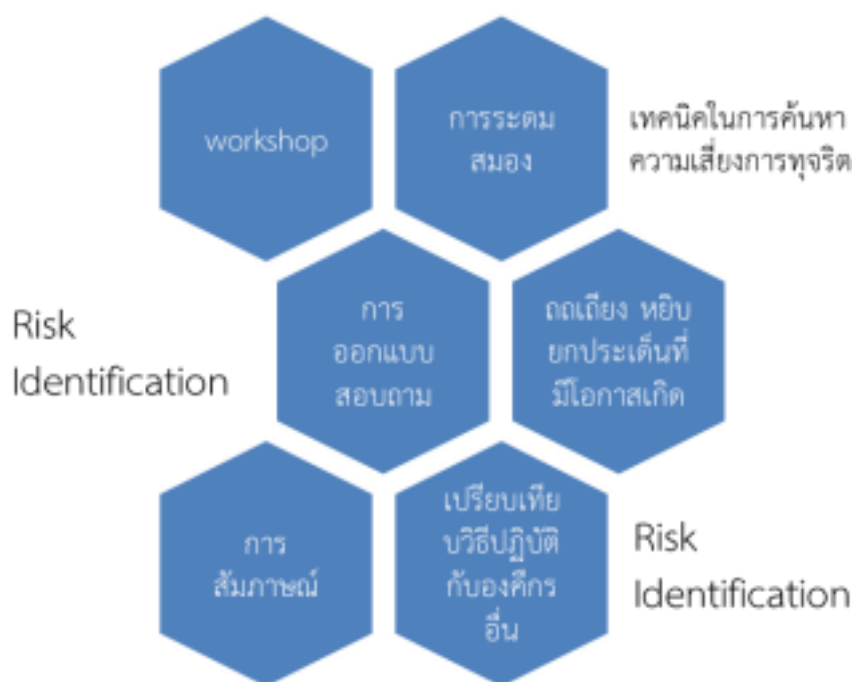 workshop
การระดม
สมอง
เทคนิคในการค้นหา
ความเสี่ยงการทุจริต
Risk
Identification
การ
ออกแบบ
สอบถาม
ถถเถียง หยิบ
ยกประเด็นที่
มีโอกาสเกิด
การ
สัมภาษณ์
เปรียบเทีย
บวิธีปฏิบัติ
กับองค์กร
อื่น
Risk
Identification